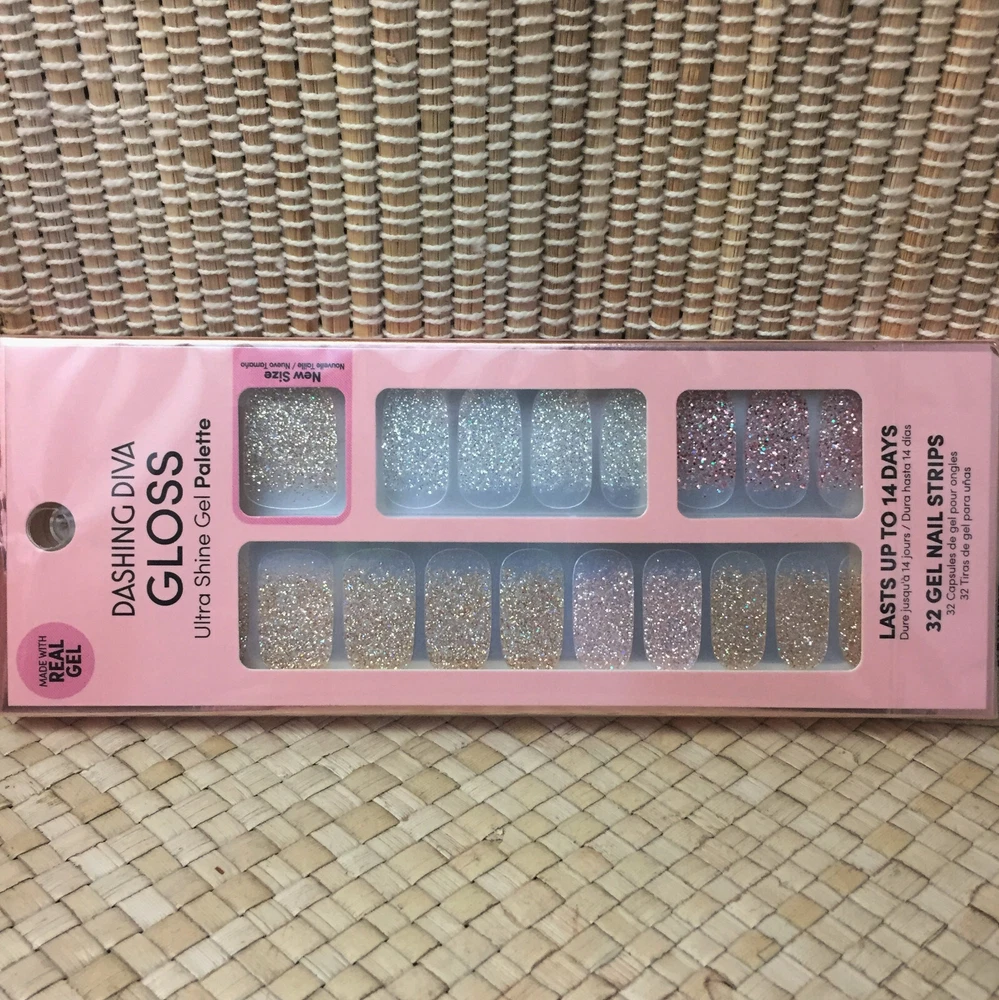 DASHING DIVA
GLOSS
Ultra Shine Gel Palette
MADE WITH
REAL
GEL
New Size
Nouvelle Taille / Nuevo Tamaño
LASTS UP TO 14 DAYS
Dure jusqu'à 14 jours / Dura hasta 14 días
32 GEL NAIL STRIPS
32 Capsules de gel pour ongles
32 Tiras de gel para uñas